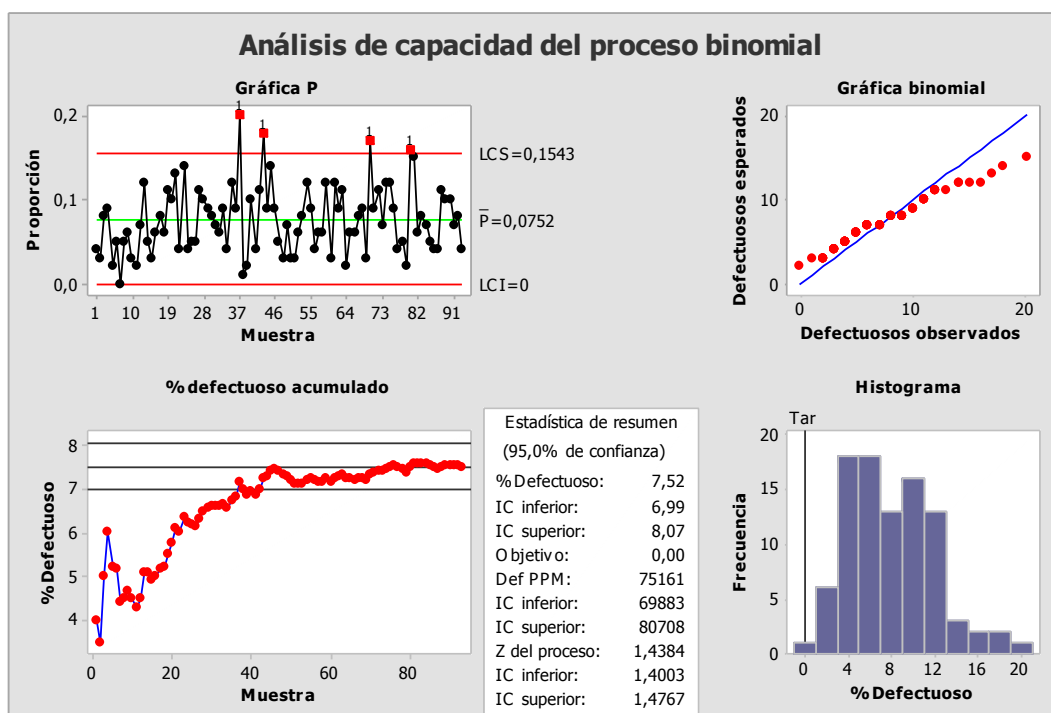 Análisis de capacidad del proceso binomial
Gráfica P
Proporción
0,2
0,1
0,0
1
1
1
1
LCS=0,1543
P=0,0752
LCI=0
1 10 19 28 37 46 55 64 73 82 91
Muestra
Gráfica binomial
Defectuosos esperados
20
10
0
0 10 20
Defectuosos observados
% defectuoso acumulado
%Defectuoso
8
7
6
5
4
0 20 40 60 80
Muestra
Estadística de resumen
(95,0% de confianza)
%Defectuoso: 7,52
IC inferior: 6,99
IC superior: 8,07
Objetivo: 0,00
Def PPM: 75161
IC inferior: 69883
IC superior: 80708
Z del proceso: 1,4384
IC inferior: 1,4003
IC superior: 1,4767
Histograma
Tar
Frecuencia
20
15
10
5
0
0 4 8 12 16 20
%Defectuoso